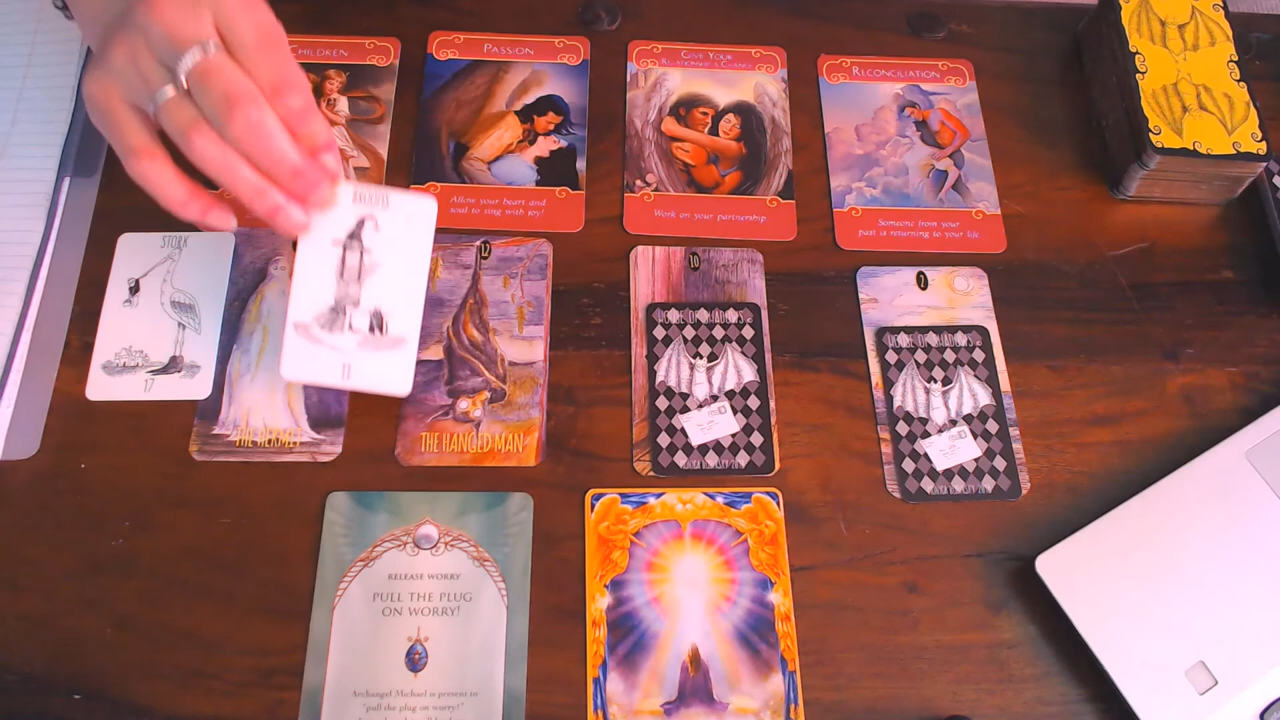 CHILDREN
PASSION
Allow your heart and
soul to sing with joy!
GIVE YOUR
RELATIONSHIP A CHANCE
Work on your partnership
RECONCILIATION
Someone from your
past is returning to your life
STORK
17
THE HERMIT
11
12
THE HANGED MAN
10
HOUSE OF SHADOWS
2
HOUSE OF SHADOWS
RELEASE WORRY
PULL THE PLUG
ON WORRY!
Archangel Michael is present to
"pull the plug on worry!"